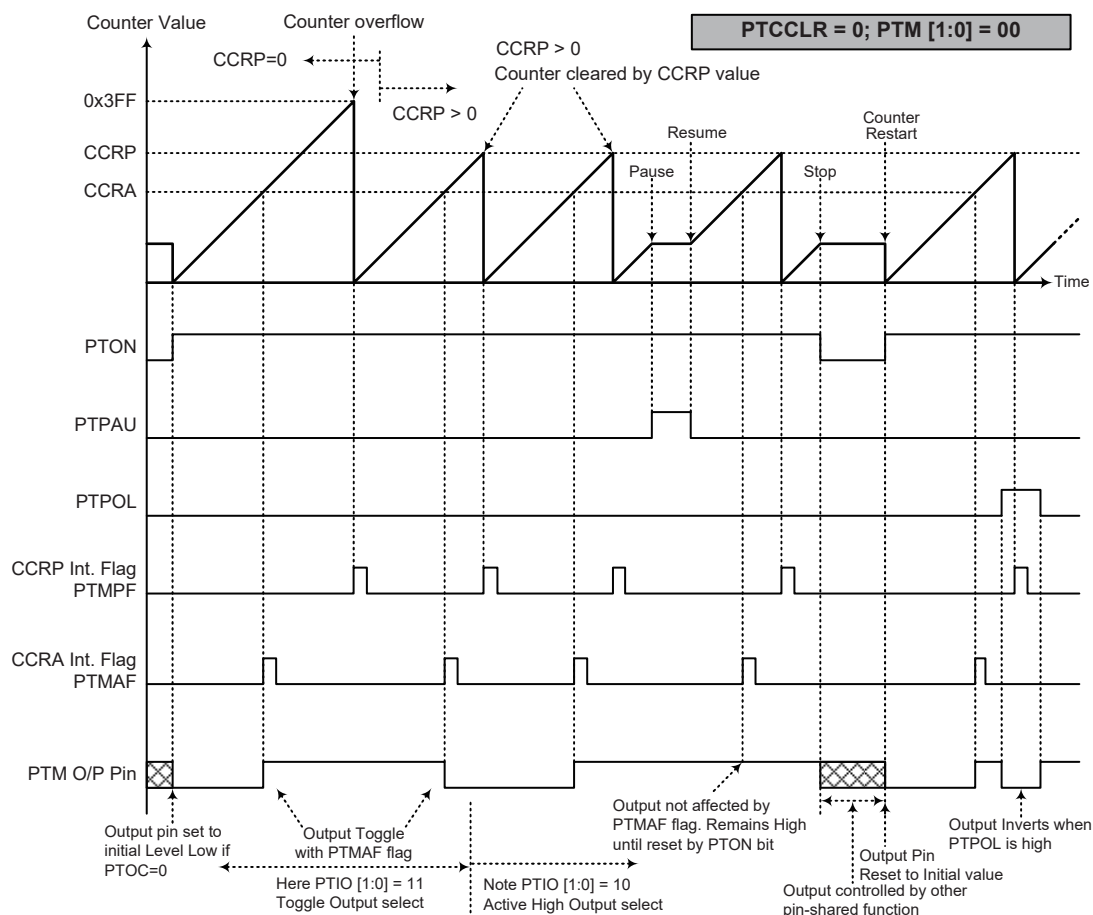 Counter Value
Counter overflow
PTCCLR = 0; PTM [1:0] = 00
CCRP=0
CCRP > 0
CCRP > 0
Counter cleared by CCRP value
0x3FF
CCRP
CCRA
Pause
Resume
Stop
Counter
Restart
Time
PTON
PTPAU
PTPOL
CCRP Int. Flag
PTMPF
CCRA Int. Flag
PTMAF
PTM O/P Pin
Output pin set to
initial Level Low if
PTOC=0
Output Toggle
with PTMAF flag
Here PTIO [1:0] = 11
Toggle Output select
Note PTIO [1:0] = 10
Active High Output select
Output not affected by
PTMAF flag. Remains High
until reset by PTON bit
Output Pin
Reset to Initial value
Output controlled by other
pin-shared function
Output Inverts when
PTPOL is high